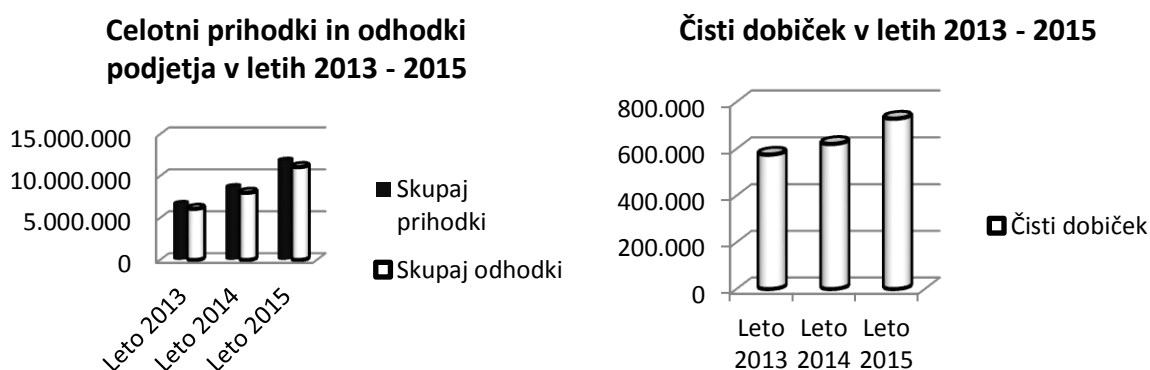 Celotni prihodki in odhodki
podjetja v letih 2013 - 2015
15.000.000
10.000.000
5.000.000
0
Leto 2013
Leto 2014
Leto 2015
Skupaj
prihodki
Skupaj odhodki
Čisti dobiček v letih 2013 - 2015
800.000
600.000
400.000
200.000
0
Leto
2013
Leto
2014
Leto
2015
Čisti dobiček